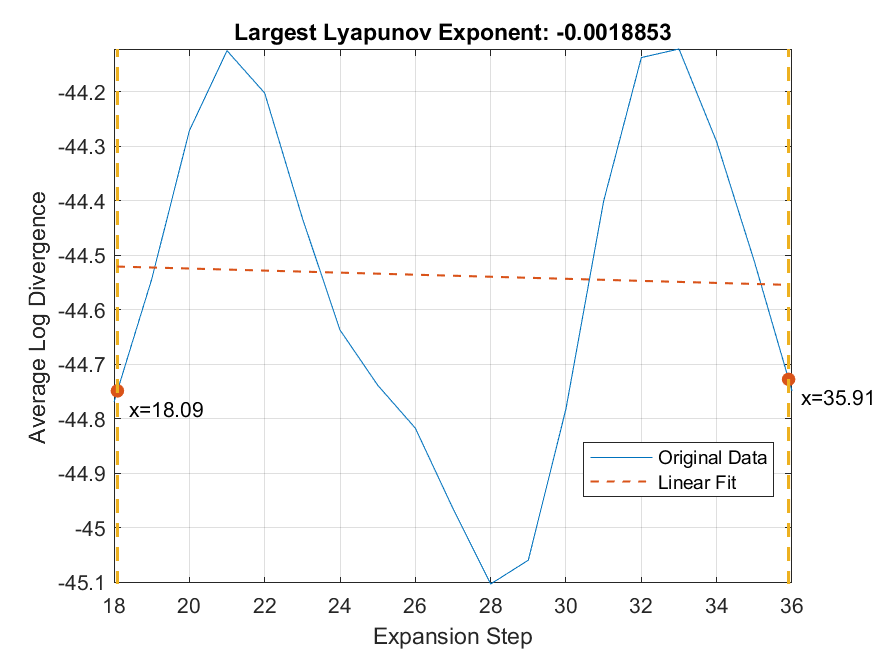 Largest Lyapunov Exponent: -0.0018853
Average Log Divergence
-44.2
-44.3
-44.4
-44.5
-44.6
-44.7
-44.8
-44.9
-45
-45.1
x=18.09
x=35.91
Original Data
Linear Fit
18 20 22 24 26 28 30 32 34 36
Expansion Step